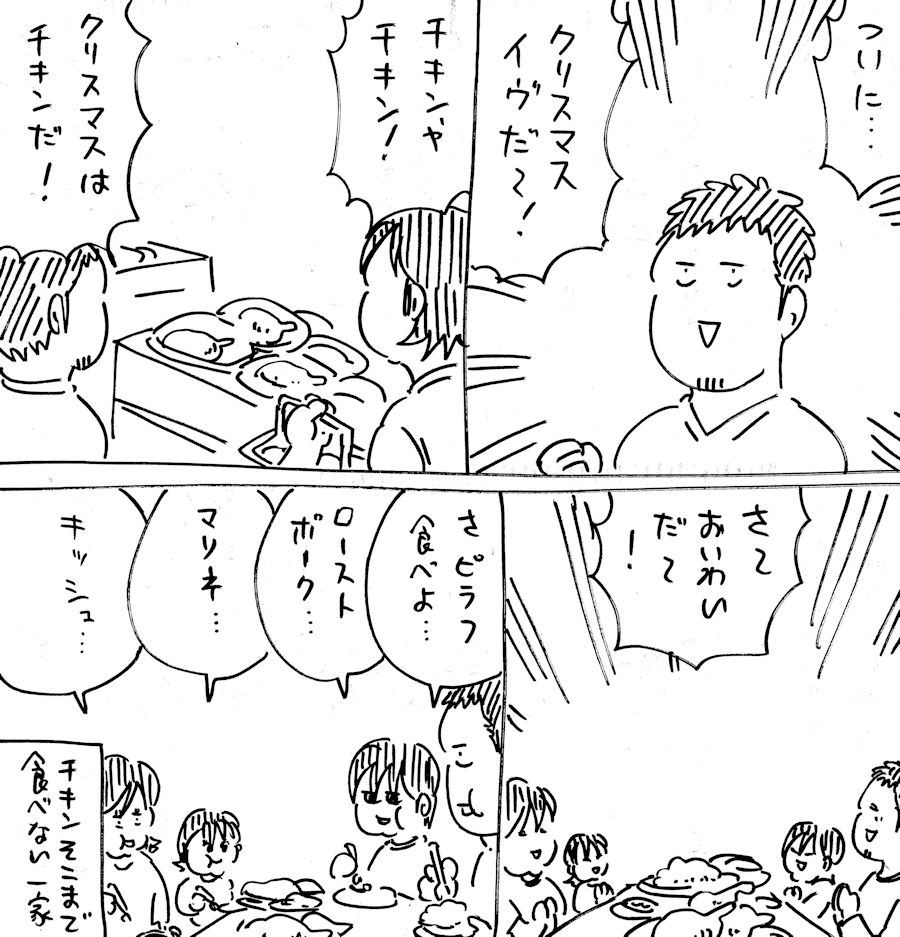 ついに…
クリスマス
イヴだ～!
チキンや
チキン!
クリスマスは
チキンだ!
さ～
おいわい
だ～
!
さピラフ
食べよ…
ロースト
ポーク…
マリネ…
キッシュ…
チキンそこまで
食べない一家